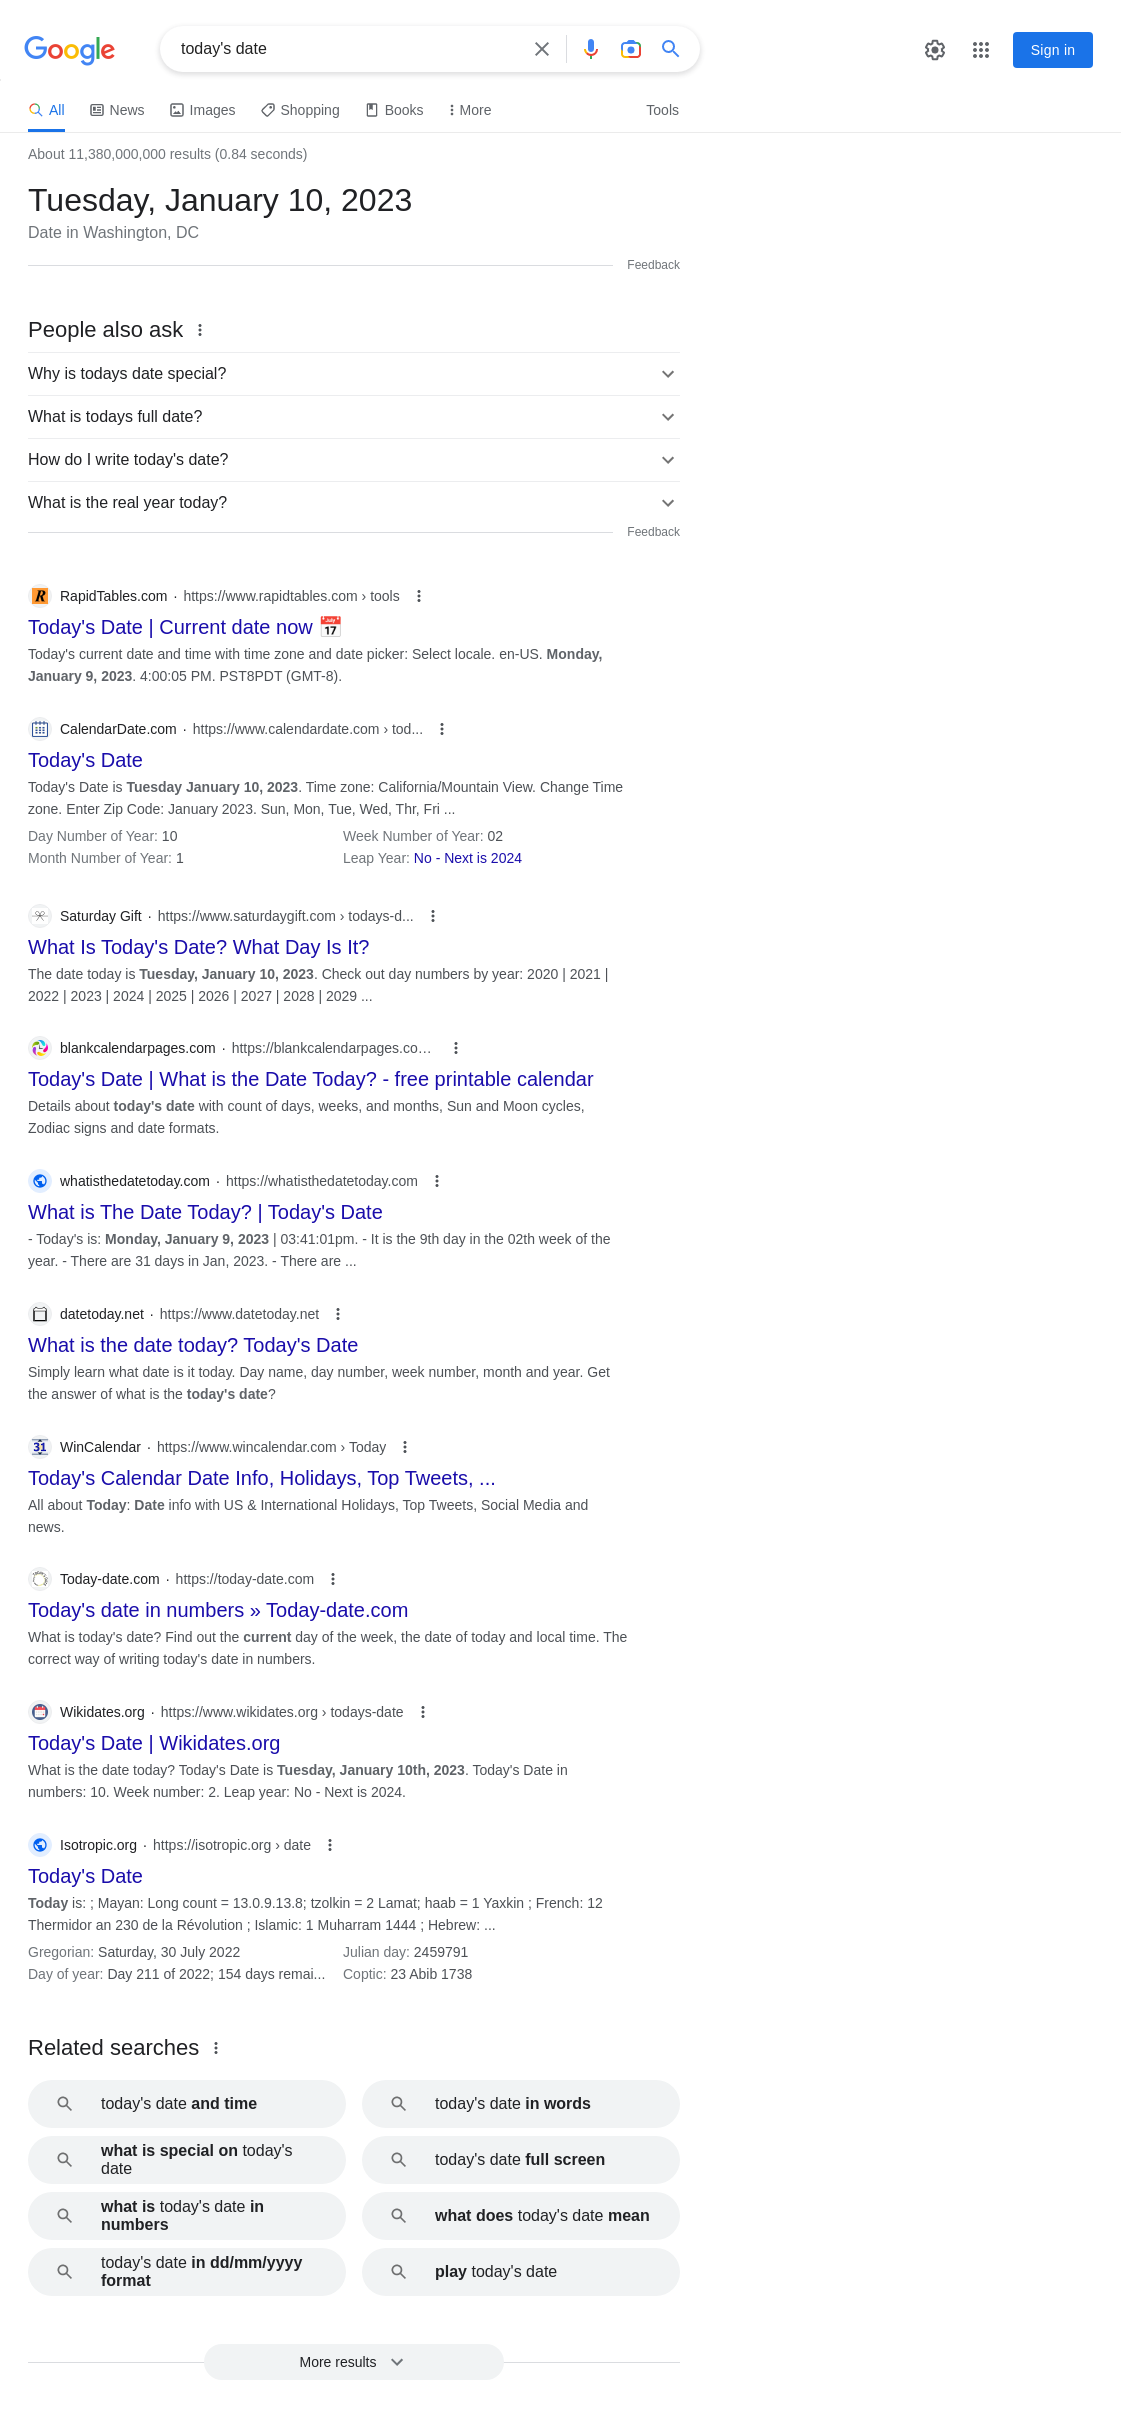 Google
today's date
Sign in
All
News
Images
Shopping
Books
More
Tools
About 11,380,000,000 results (0.84 seconds)
Tuesday, January 10, 2023
Date in Washington, DC
Feedback
People also ask
Why is todays date special?
What is todays full date?
How do I write today's date?
What is the real year today?
Feedback
RapidTables.com · https://www.rapidtables.com › tools
Today's Date | Current date now 📅
Today's current date and time with time zone and date picker: Select locale. en-US. Monday,
January 9, 2023. 4:00:05 PM. PST8PDT (GMT-8).
CalendarDate.com · https://www.calendardate.com › tod...
Today's Date
Today's Date is Tuesday January 10, 2023. Time zone: California/Mountain View. Change Time
zone. Enter Zip Code: January 2023. Sun, Mon, Tue, Wed, Thr, Fri ...
Day Number of Year: 10
Week Number of Year: 02
Month Number of Year: 1
Leap Year: No - Next is 2024
Saturday Gift · https://www.saturdaygift.com › todays-d...
What Is Today's Date? What Day Is It?
The date today is Tuesday, January 10, 2023. Check out day numbers by year: 2020 | 2021 |
2022 | 2023 | 2024 | 2025 | 2026 | 2027 | 2028 | 2029 ...
blankcalendarpages.com · https://blankcalendarpages.co…
Today's Date | What is the Date Today? - free printable calendar
Details about today's date with count of days, weeks, and months, Sun and Moon cycles,
Zodiac signs and date formats.
whatisthedatetoday.com · https://whatisthedatetoday.com
What is The Date Today? | Today's Date
- Today's is: Monday, January 9, 2023 | 03:41:01pm. - It is the 9th day in the 02th week of the
year. - There are 31 days in Jan, 2023. - There are ...
datetoday.net · https://www.datetoday.net
What is the date today? Today's Date
Simply learn what date is it today. Day name, day number, week number, month and year. Get
the answer of what is the today's date?
31
WinCalendar · https://www.wincalendar.com › Today
Today's Calendar Date Info, Holidays, Top Tweets, ...
All about Today: Date info with US & International Holidays, Top Tweets, Social Media and
news.
Today-date.com · https://today-date.com
Today's date in numbers » Today-date.com
What is today's date? Find out the current day of the week, the date of today and local time. The
correct way of writing today's date in numbers.
Wikidates.org · https://www.wikidates.org › todays-date
Today's Date | Wikidates.org
What is the date today? Today's Date is Tuesday, January 10th, 2023. Today's Date in
numbers: 10. Week number: 2. Leap year: No - Next is 2024.
Isotropic.org · https://isotropic.org › date
Today's Date
Today is: ; Mayan: Long count = 13.0.9.13.8; tzolkin = 2 Lamat; haab = 1 Yaxkin ; French: 12
Thermidor an 230 de la Révolution ; Islamic: 1 Muharram 1444 ; Hebrew: ...
Gregorian: Saturday, 30 July 2022
Julian day: 2459791
Day of year: Day 211 of 2022; 154 days remai...
Coptic: 23 Abib 1738
Related searches
today's date and time
today's date in words
what is special on today's
date
today's date full screen
what is today's date in
numbers
what does today's date mean
today's date in dd/mm/yyyy
format
play today's date
More results